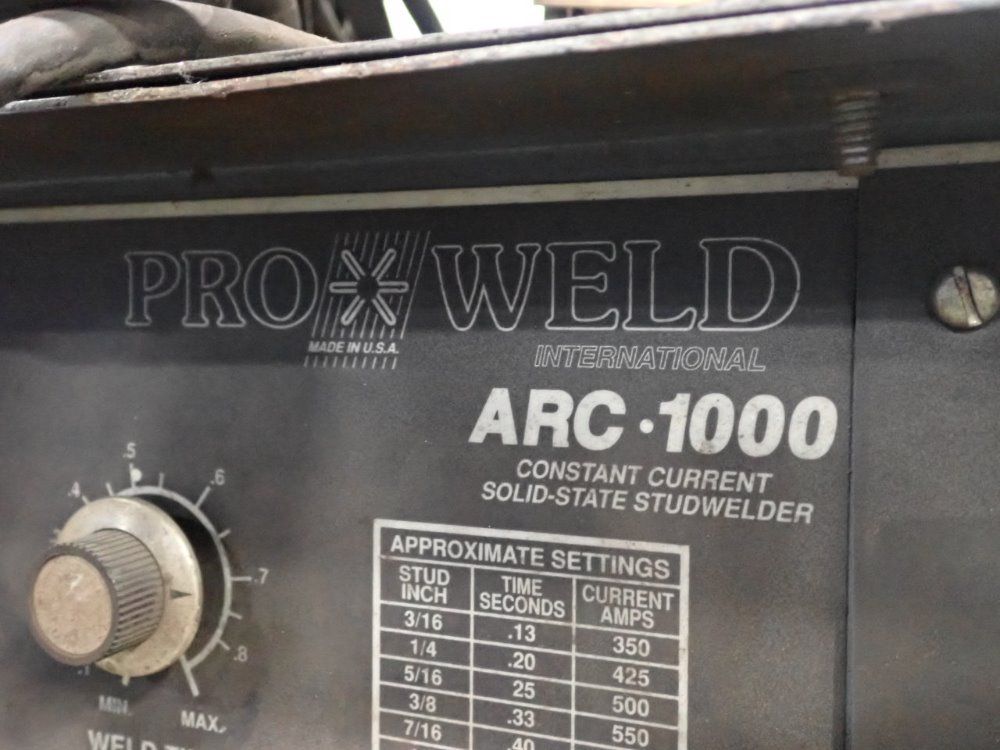 PRO WELD
MADE IN U.S.A.
INTERNATIONAL
ARC·1000
CONSTANT CURRENT
SOLID-STATE STUDWELDER
.4 .5 .6 .7 .8 .1
MIN. MAX.
WELD
APPROXIMATE SETTINGS
STUD INCH TIME SECONDS CURRENT AMPS
3/16 .13 350
1/4 .20 425
5/16 25 500
3/8 .33 550
7/16 .40